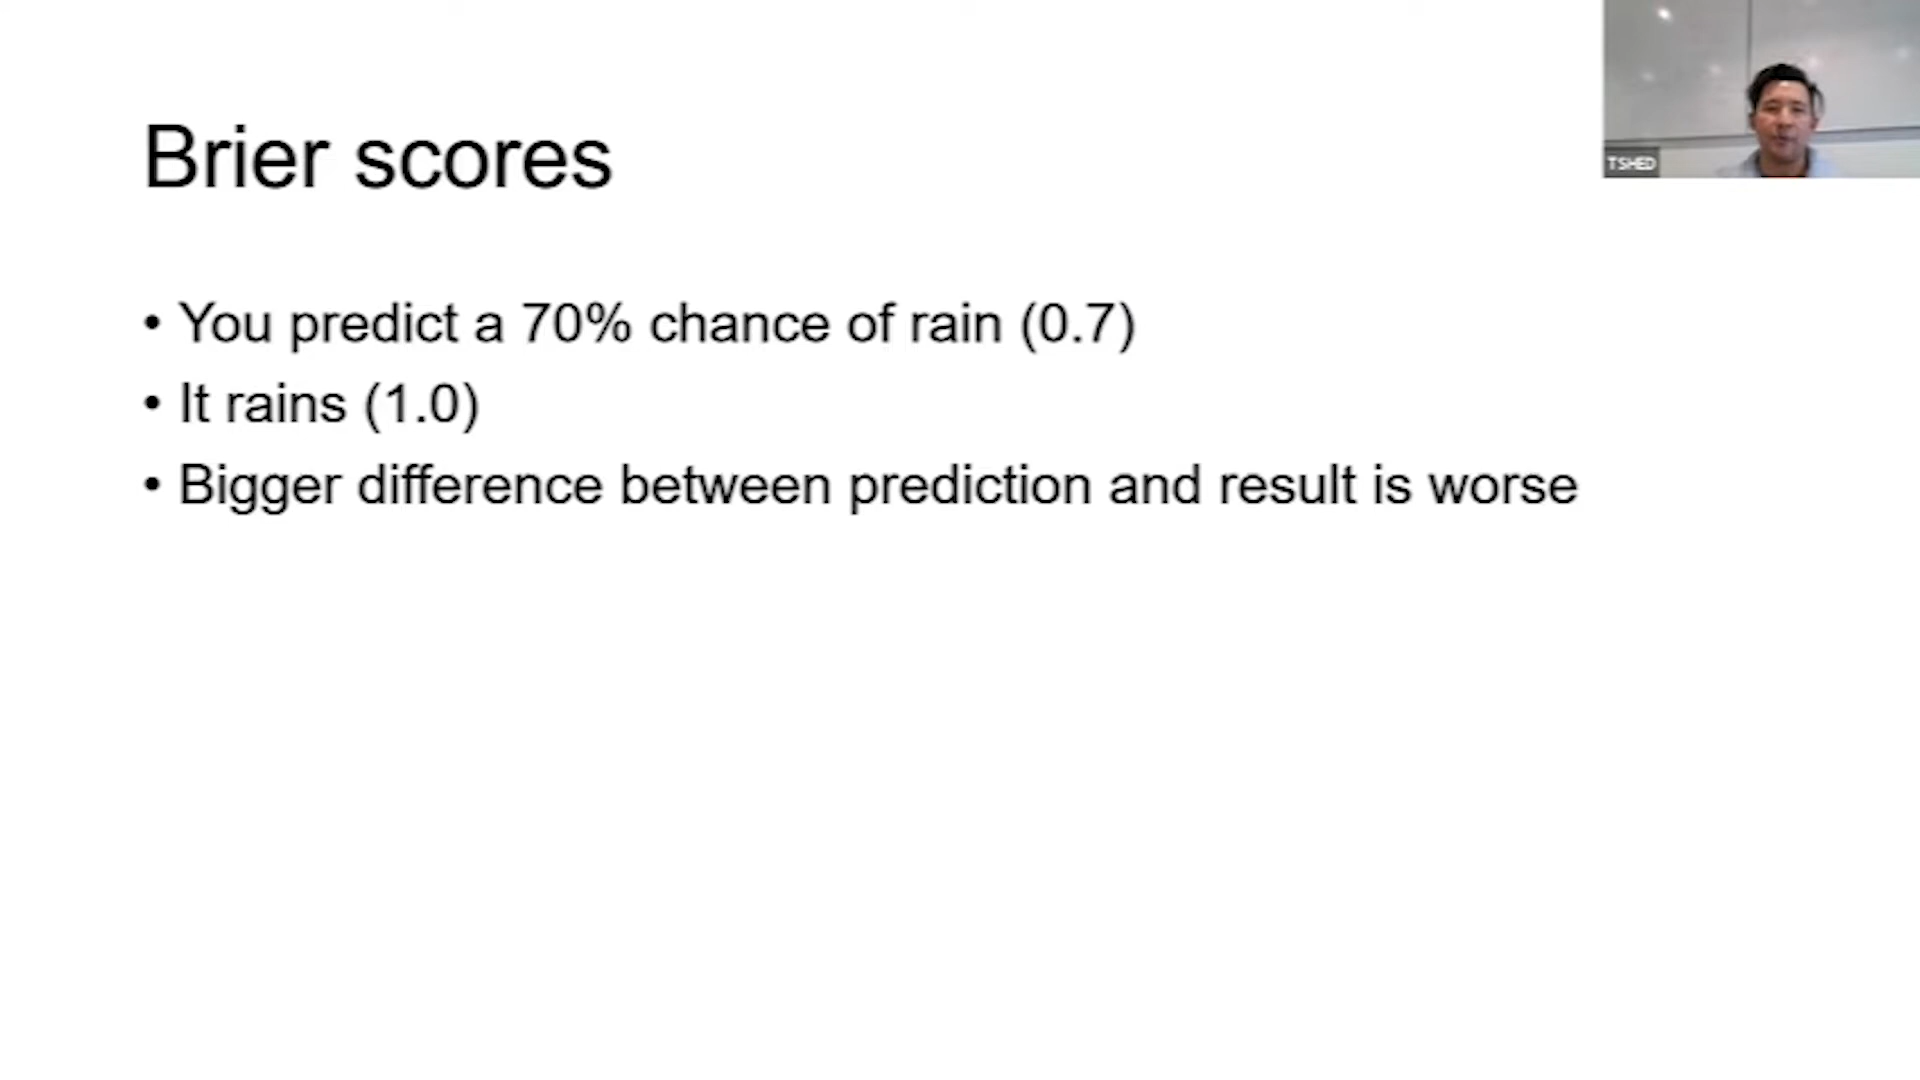 Brier scores
• You predict a 70% chance of rain (0.7)
• It rains (1.0)
• Bigger difference between prediction and result is worse
TSHED